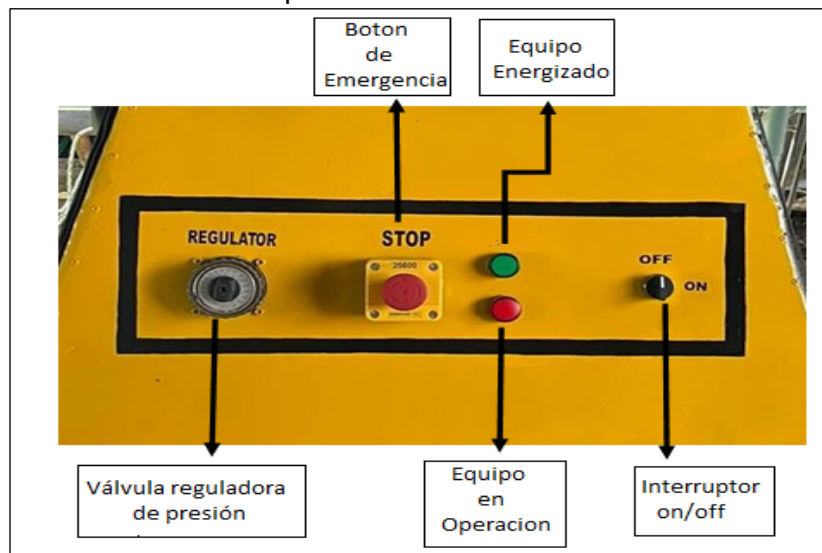 Boton
de
Emergencia
Equipo
Energizado
REGULATOR
STOP
25600
OFF
ON
Válvula reguladora
de presión
Equipo
en
Operacion
Interruptor
on/off